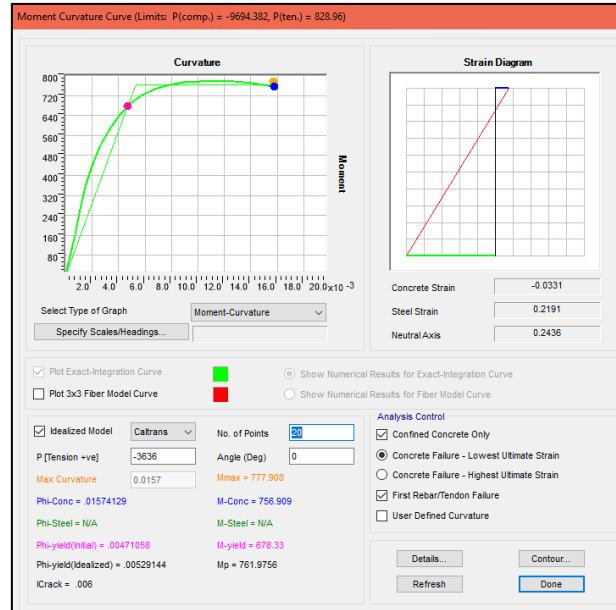 Moment Curvature Curve (Limits: P(comp.) = -9694.382, P(ten.) = 828.96)
Curvature
800
720
640
560
480
400
320
240
160
80
Moment
2.0 4.0 6.0 8.0 10.0 12.0 14.0 16.0 18.0 20.0 x10 -3
Select Type of Graph Moment-Curvature
Specify Scales/Headings...
Strain Diagram
Concrete Strain -0.0331
Steel Strain 0.2191
Neutral Axis 0.2436
Plot Exact-Integration Curve
Show Numerical Results for Exact-Integration Curve
Plot 3x3 Fiber Model Curve
Show Numerical Results for Fiber Model Curve
Idealized Model Caltrans No. of Points 20
P [Tension +ve] -3636 Angle (Deg) 0
Max Curvature 0.0157 Mmax = 777.908
Phi-Conc = .01574129 M-Conc = 756.909
Phi-Steel = N/A M-Steel = N/A
Phi-yield(Initial) = .00471058 M-yield = 678.33
Phi-yield(Idealized) = .00529144 Mp = 761.9756
ICrack = .006
Analysis Control
Confined Concrete Only
Concrete Failure - Lowest Ultimate Strain
Concrete Failure - Highest Ultimate Strain
First Rebar/Tendon Failure
User Defined Curvature
Details... Contour...
Refresh Done